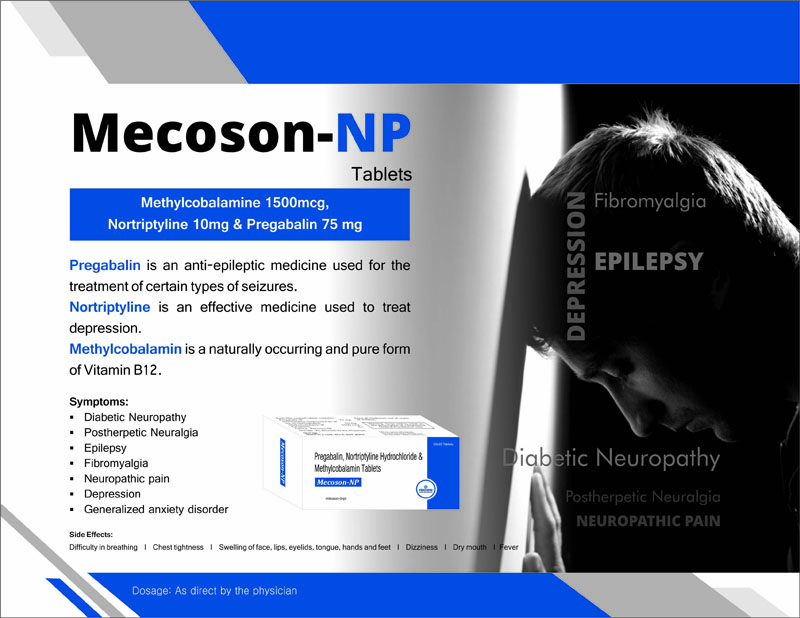 Mecoson-NP
Tablets
Methylcobalamine 1500mcg,
Nortriptyline 10mg & Pregabalin 75 mg
Pregabalin is an anti-epileptic medicine used for the
treatment of certain types of seizures.
Nortriptyline is an effective medicine used to treat
depression.
Methylcobalamin is a naturally occurring and pure form
of Vitamin B12.
Symptoms:
▪ Diabetic Neuropathy
▪ Postherpetic Neuralgia
▪ Epilepsy
▪ Fibromyalgia
▪ Neuropathic pain
▪ Depression
▪ Generalized anxiety disorder
Pregabalin, Nortriptyline Hydrochloride &
Methylcobalamin Tablets
Mecoson-NP
Mecoson-NP
DEPRESSION
Fibromyalgia
EPILEPSY
Diabetic Neuropathy
Postherpetic Neuralgia
NEUROPATHIC PAIN
Side Effects:
Difficulty in breathing I Chest tightness I Swelling of face, lips, eyelids, tongue, hands and feet I Dizziness I Dry mouth I Fever
Dosage: As direct by the physician